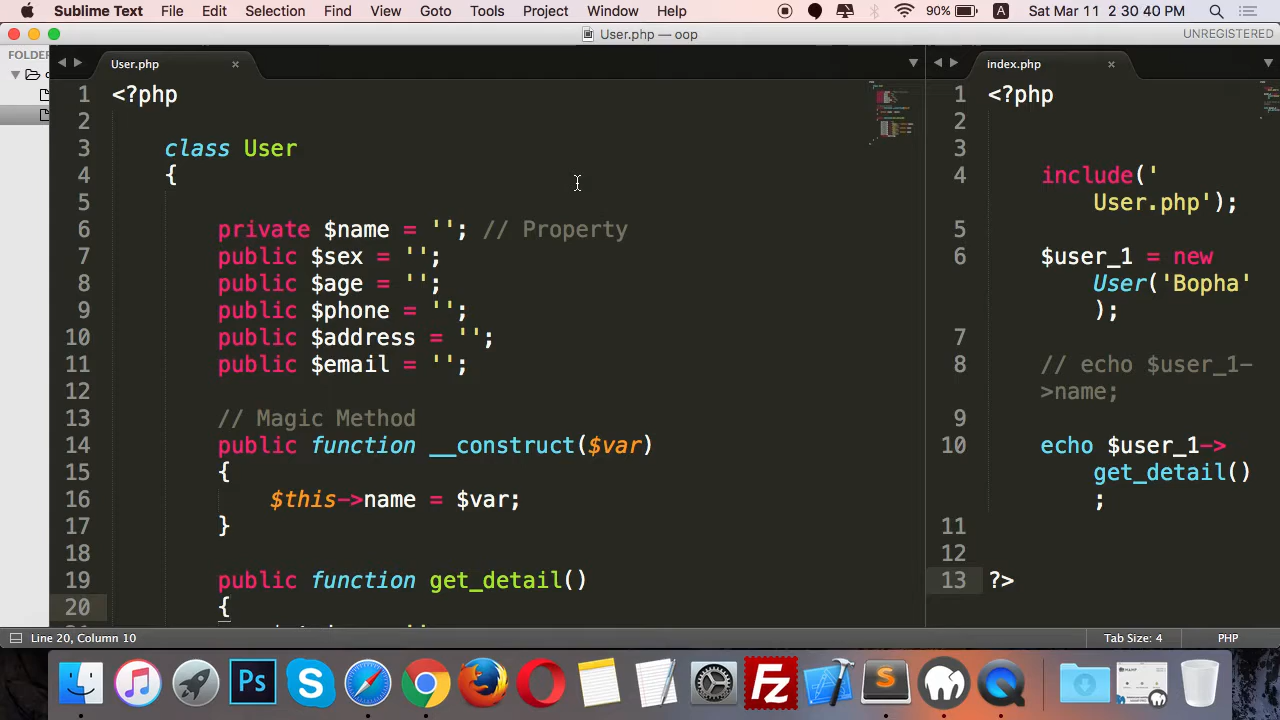 Sublime Text File Edit Selection Find View Goto Tools Project Window Help 90% A Sat Mar 11 2 30 40 PM
User.php — oop UNREGISTERED
FOLDER
User.php index.php
1 <?php
2
3 class User
4 {
5
6 private $name = ''; // Property
7 public $sex = '';
8 public $age = '';
9 public $phone = '';
10 public $address = '';
11 public $email = '';
12
13 // Magic Method
14 public function __construct($var)
15 {
16 $this->name = $var;
17 }
18
19 public function get_detail()
20 {
1 <?php
2
3
4 include('
User.php');
5
6 $user_1 = new
User('Bopha'
);
7
8 // echo $user_1-
>name;
9
10 echo $user_1->
get_detail()
;
11
12
13 ?>
Line 20, Column 10 Tab Size: 4 PHP
Ps
S
Fz
S